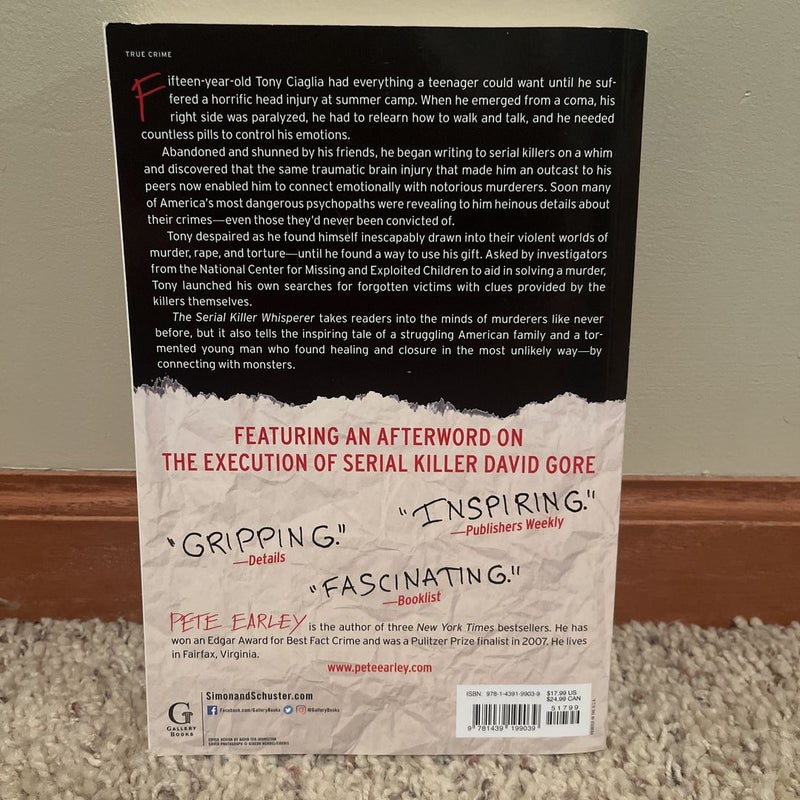 TRUE CRIME
Fifteen-year-old Tony Ciaglia had everything a teenager could want until he suf-
fered a horrific head injury at summer camp. When he emerged from a coma, his
right side was paralyzed, he had to relearn how to walk and talk, and he needed
countless pills to control his emotions.
Abandoned and shunned by his friends, he began writing to serial killers on a whim
and discovered that the same traumatic brain injury that made him an outcast to his
peers now enabled him to connect emotionally with notorious murderers. Soon many
of America's most dangerous psychopaths were revealing to him heinous details about
their crimes—even those they'd never been convicted of.
Tony despaired as he found himself inescapably drawn into their violent worlds of
murder, rape, and torture—until he found a way to use his gift. Asked by investigators
from the National Center for Missing and Exploited Children to aid in solving a murder,
Tony launched his own searches for forgotten victims with clues provided by the
killers themselves.
The Serial Killer Whisperer takes readers into the minds of murderers like never
before, but it also tells the inspiring tale of a struggling American family and a tor-
mented young man who found healing and closure in the most unlikely way—by
connecting with monsters.
FEATURING AN AFTERWORD ON
THE EXECUTION OF SERIAL KILLER DAVID GORE
"INSPIRING."
—Publishers Weekly
"GRIPPING."
—Details
"FASCINATING."
—Booklist
PETE EARLEY is the author of three New York Times bestsellers. He has
won an Edgar Award for Best Fact Crime and was a Pulitzer Prize finalist in 2007. He lives
in Fairfax, Virginia.
www.peteearley.com
G
GALLERY
BOOKS
SimonandSchuster.com
Facebook.com/GalleryBooks @GalleryBooks
COVER DESIGN BY
COVER PHOTOGRAPH ©
ISBN: 978-1-4391-9903-9 $17.99 US
$24.99 CAN
51799
9 781439 199039